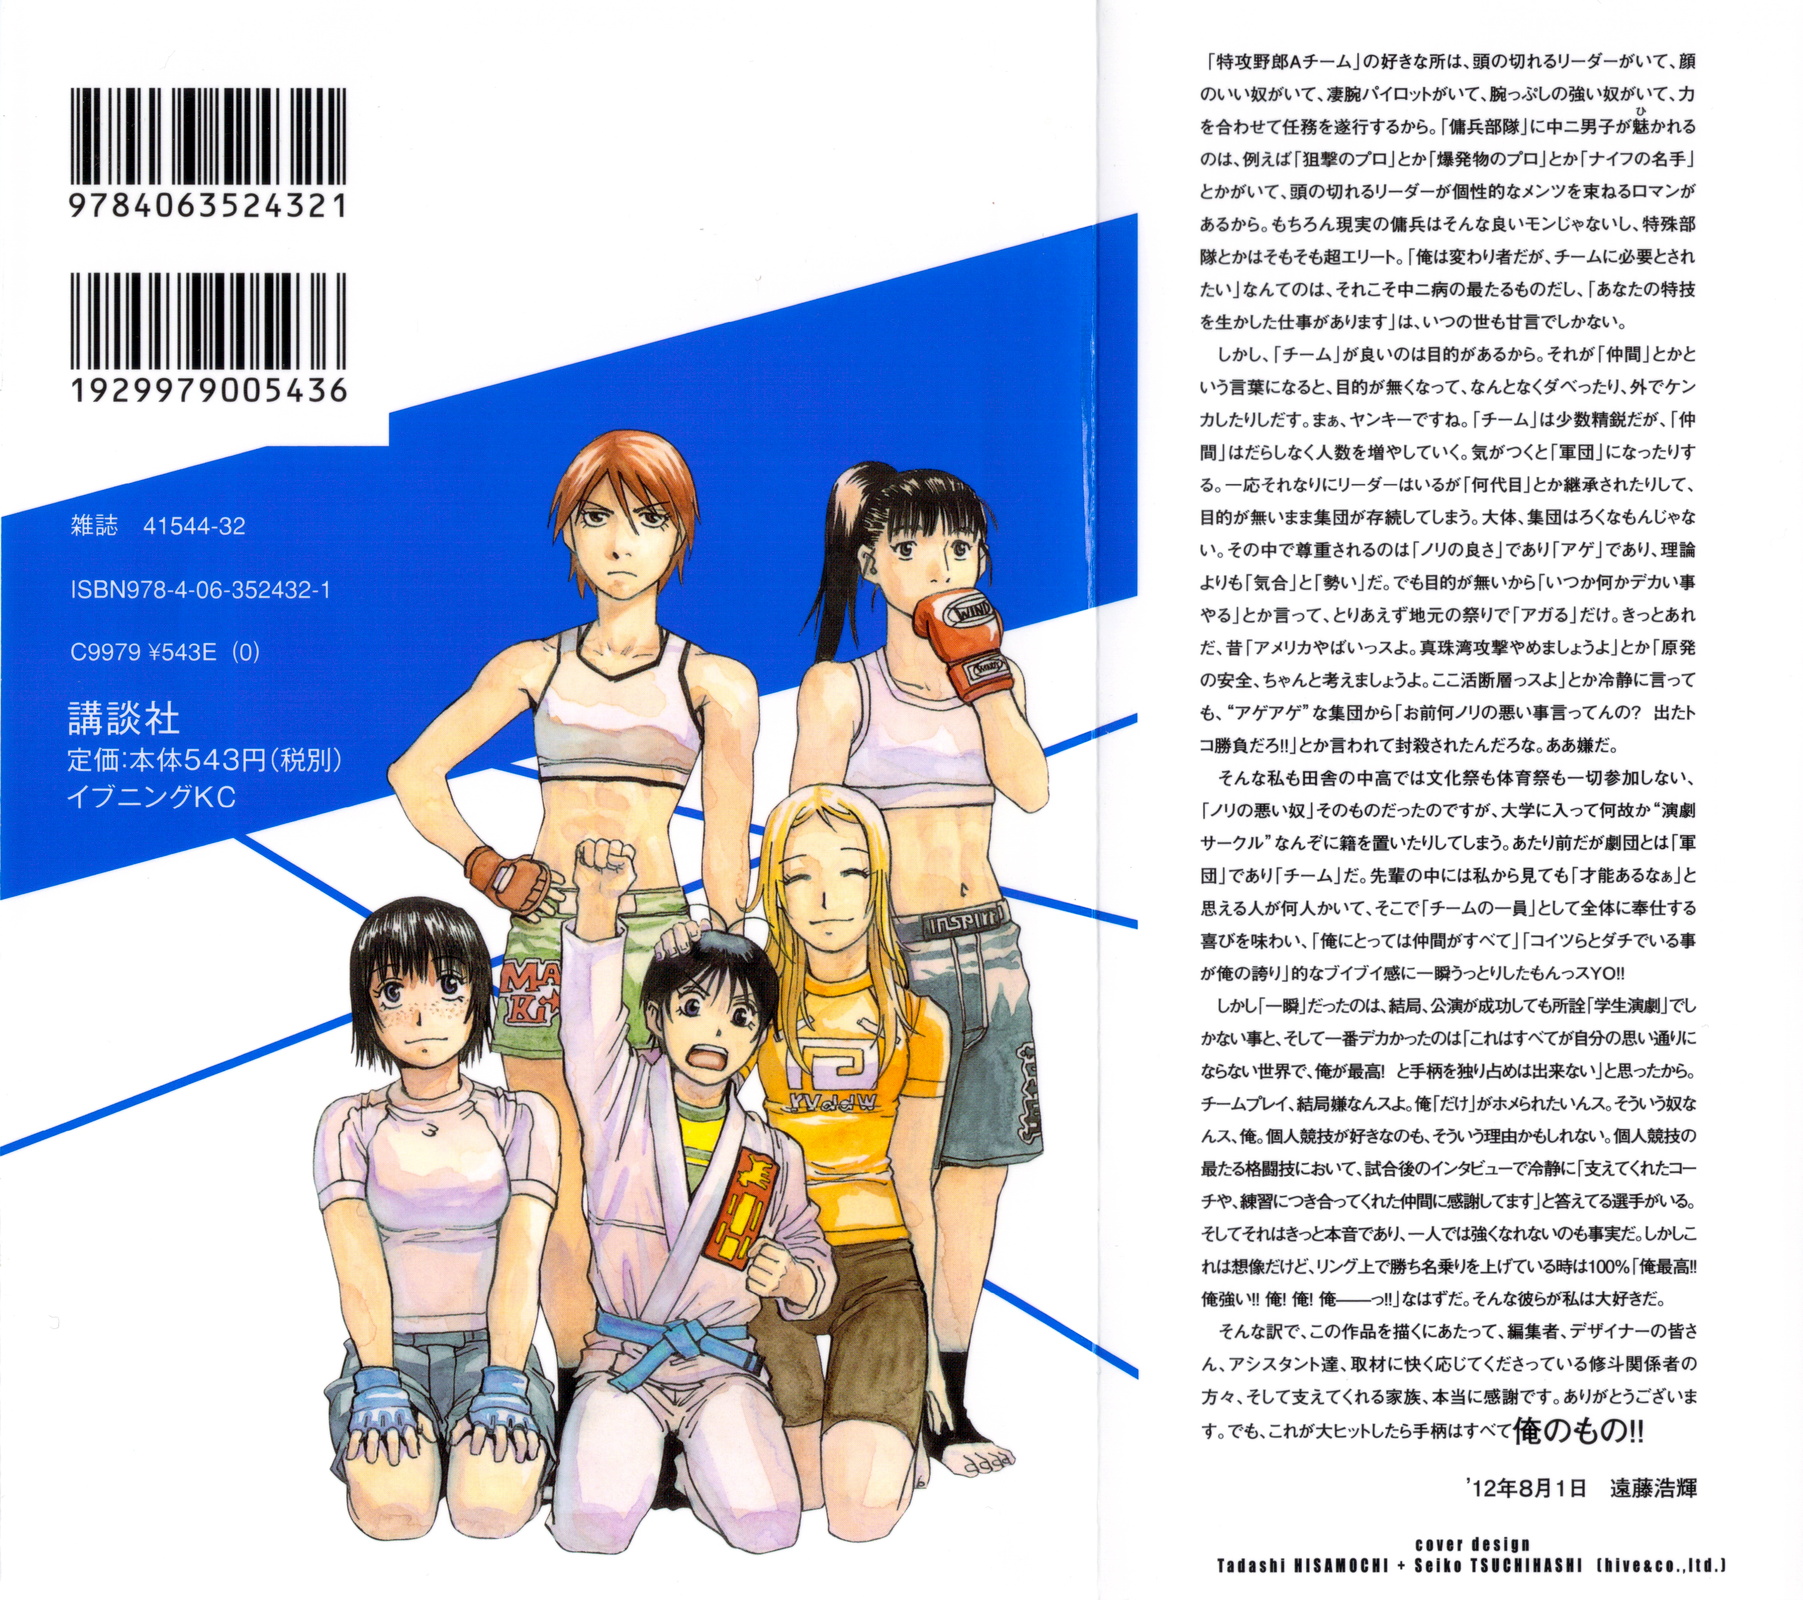 9784063524321
1929979005436
雑誌 41544-32
ISBN978-4-06-352432-1
C9979 ¥543E (0)
講談社
定価:本体543円(税別)
イブニングKC
WIND
INSPIRIT
MA
Ki
「特攻野郎Aチーム」の好きな所は、頭の切れるリーダーがいて、顔
のいい奴がいて、凄腕パイロットがいて、腕っぷしの強い奴がいて、力
を合わせて任務を遂行するから。「傭兵部隊」に中二男子が魅かれる
のは、例えば「狙撃のプロ」とか「爆発物のプロ」とか「ナイフの名手」
とかがいて、頭の切れるリーダーが個性的なメンツを束ねるロマンが
あるから。もちろん現実の傭兵はそんな良いモンじゃないし、特殊部
隊とかはそもそも超エリート。「俺は変わり者だが、チームに必要とされ
たい」なんてのは、それこそ中二病の最たるものだし、「あなたの特技
を生かした仕事があります」は、いつの世も甘言でしかない。
しかし、「チーム」が良いのは目的があるから。それが「仲間」とかと
いう言葉になると、目的が無くなって、なんとなくダベったり、外でケン
カしたりしだす。まぁ、ヤンキーですね。「チーム」は少数精鋭だが、「仲
間」はだらしなく人数を増やしていく。気がつくと「軍団」になったりす
る。一応それなりにリーダーはいるが「何代目」とか継承されたりして、
目的が無いまま集団が存続してしまう。大体、集団はろくなもんじゃな
い。その中で尊重されるのは「ノリの良さ」であり「アゲ」であり、理論
よりも「気合」と「勢い」だ。でも目的が無いから「いつか何かデカい事
やる」とか言って、とりあえず地元の祭りで「アガる」だけ。きっとあれ
だ、昔「アメリカやばいっスよ。真珠湾攻撃やめましょうよ」とか「原発
の安全、ちゃんと考えましょうよ。ここ活断層っスよ」とか冷静に言って
も、“アゲアゲ”な集団から「お前何ノリの悪い事言ってんの? 出たト
コ勝負だろ!!」とか言われて封殺されたんだろな。ああ嫌だ。
そんな私も田舎の中高では文化祭も体育祭も一切参加しない、
「ノリの悪い奴」そのものだったのですが、大学に入って何故か“演劇
サークル”なんぞに籍を置いたりしてしまう。あたり前だが劇団とは「軍
団」であり「チーム」だ。先輩の中には私から見ても「才能あるなぁ」と
思える人が何人かいて、そこで「チームの一員」として全体に奉仕する
喜びを味わい、「俺にとっては仲間がすべて」「コイツらとダチでいる事
が俺の誇り」的なブイブイ感に一瞬うっとりしたもんっスYO!!
しかし「一瞬」だったのは、結局、公演が成功しても所詮「学生演劇」でし
かない事と、そして一番デカかったのは「これはすべてが自分の思い通りに
ならない世界で、俺が最高! と手柄を独り占めは出来ない」と思ったから。
チームプレイ、結局嫌なんスよ。俺「だけ」がホメられたいんス。そういう奴な
んス、俺。個人競技が好きなのも、そういう理由かもしれない。個人競技の
最たる格闘技において、試合後のインタビューで冷静に「支えてくれたコー
チや、練習につき合ってくれた仲間に感謝してます」と答えてる選手がいる。
そしてそれはきっと本音であり、一人では強くなれないのも事実だ。しかしこ
れは想像だけど、リング上で勝ち名乗りを上げている時は100%「俺最高!!
俺強い!! 俺! 俺! 俺――っ!!」なはずだ。そんな彼らが私は大好きだ。
そんな訳で、この作品を描くにあたって、編集者、デザイナーの皆さ
ん、アシスタント達、取材に快く応じてくださっている修斗関係者の
方々、そして支えてくれる家族、本当に感謝です。ありがとうございま
す。でも、これが大ヒットしたら手柄はすべて俺のもの!!
'12年8月1日 遠藤浩輝
cover design
Tadashi HISAMOCHI + Seiko TSUCHIHASHI (hive&co.,ltd.)